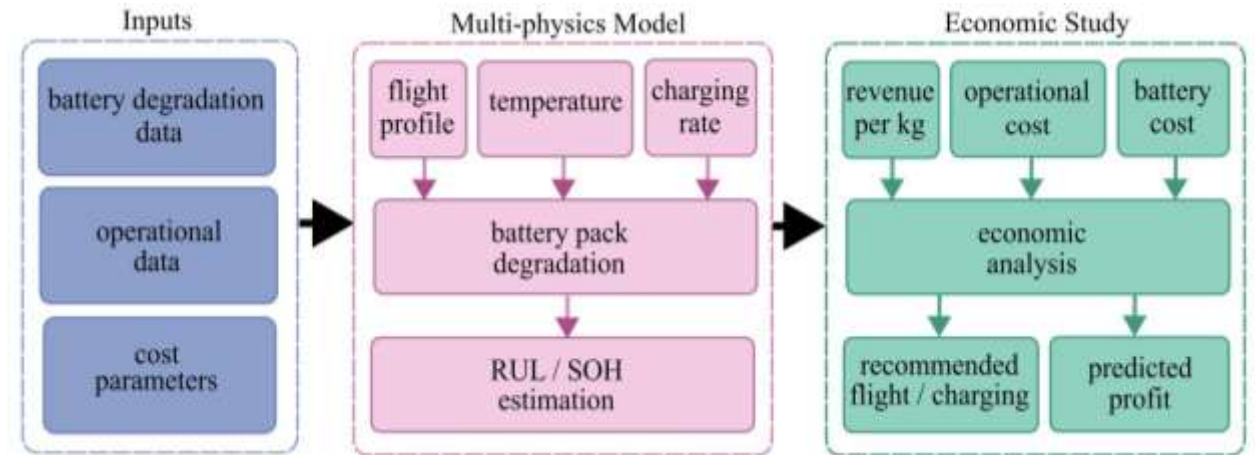 Inputs
battery degradation
data
operational
data
cost
parameters
Multi-physics Model
flight
profile
temperature
charging
rate
battery pack
degradation
RUL / SOH
estimation
Economic Study
revenue
per kg
operational
cost
battery
cost
economic
analysis
recommended
flight / charging
predicted
profit